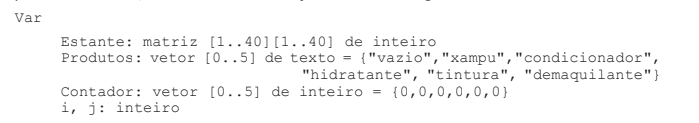 Var
Estante: matriz [1..40][1..40] de inteiro
Produtos: vetor [0..5] de texto = {"vazio","xampu","condicionador",
"hidratante", "tintura", "demaquilante"}
Contador: vetor [0..5] de inteiro = {0,0,0,0,0,0}
i, j: inteiro